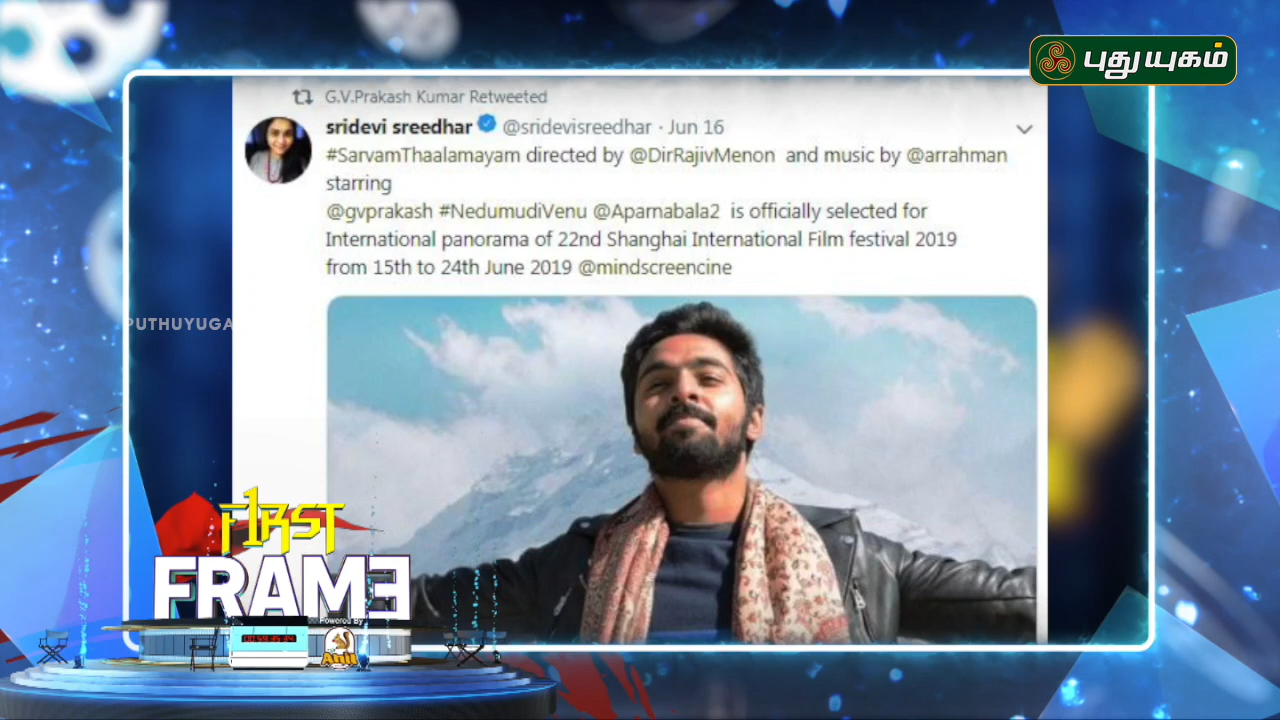 புதுயுகம்
G.V.Prakash Kumar Retweeted
sridevi sreedhar @sridevisreedhar · Jun 16
#SarvamThaalamayam directed by @DirRajivMenon and music by @arrahman
starring
@gvprakash #NedumudiVenu @Aparnabala2 is officially selected for
International panorama of 22nd Shanghai International Film festival 2019
from 15th to 24th June 2019 @mindscreencine
PUTHUYUGA
F1RST
FRAME
Powered By
Anil